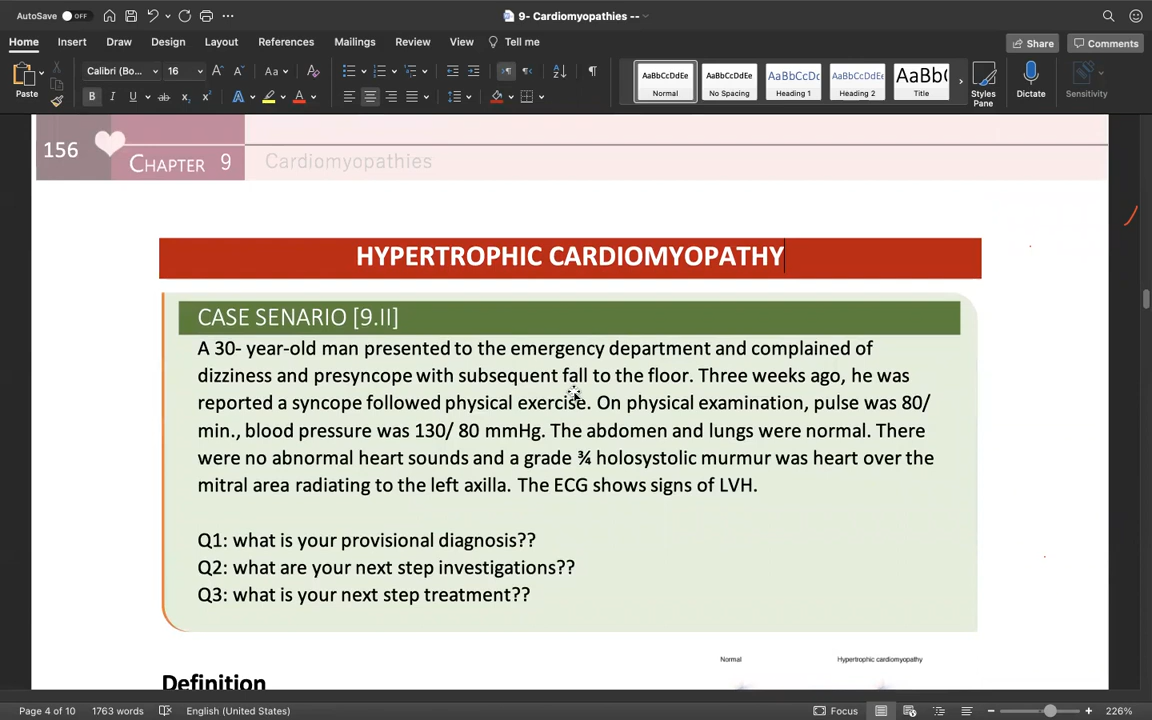 AutoSave OFF
9- Cardiomyopathies --
Home Insert Draw Design Layout References Mailings Review View Tell me Share Comments
Paste Calibri (Bo... 16 Aa
B I U ab x₂ x² A A
AaBbCcDdEe AaBbCcDdEe AaBbCcDc AaBbCcDdEe AaBb(
Normal No Spacing Heading 1 Heading 2 Title
Styles Pane
Dictate
Sensitivity
156 CHAPTER 9 Cardiomyopathies
HYPERTROPHIC CARDIOMYOPATHY
CASE SENARIO [9.II]
A 30- year-old man presented to the emergency department and complained of
dizziness and presyncope with subsequent fall to the floor. Three weeks ago, he was
reported a syncope followed physical exercise. On physical examination, pulse was 80/
min., blood pressure was 130/ 80 mmHg. The abdomen and lungs were normal. There
were no abnormal heart sounds and a grade ¾ holosystolic murmur was heart over the
mitral area radiating to the left axilla. The ECG shows signs of LVH.
Q1: what is your provisional diagnosis??
Q2: what are your next step investigations??
Q3: what is your next step treatment??
Normal Hypertrophic cardiomyopathy
Definition
Page 4 of 10 1763 words English (United States) Focus 226%